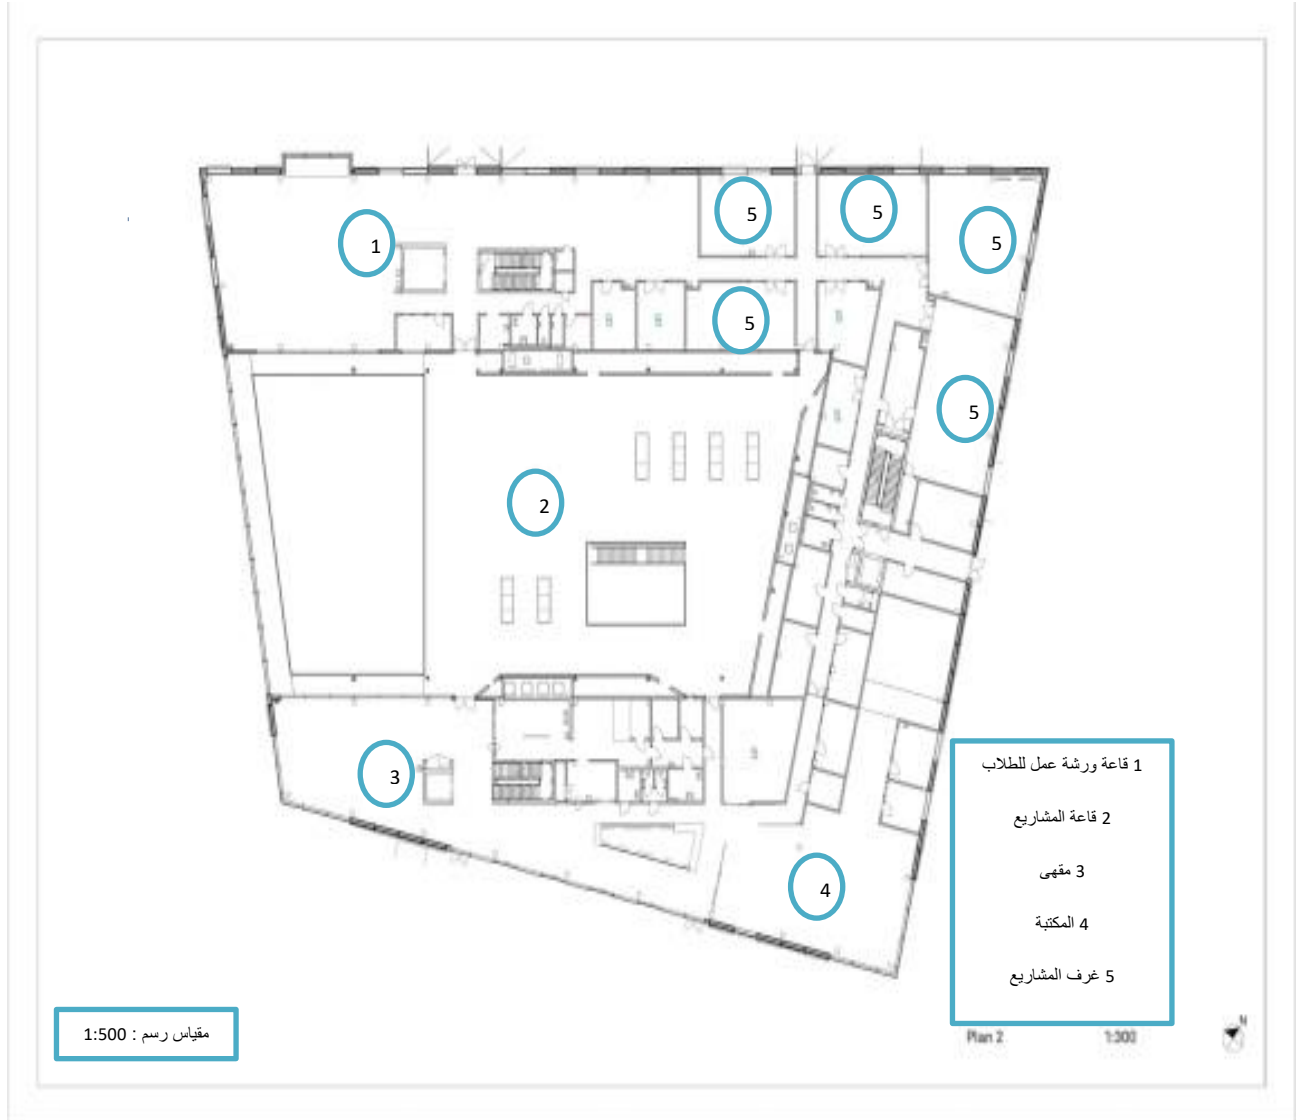 1
5
5
5
5
5
2
3
4
1 قاعة ورشة عمل للطلاب
2 قاعة المشاريع
3 مقهى
4 المكتبة
5 غرف المشاريع
مقياس رسم : 1:500
Plan 2
1:300
N